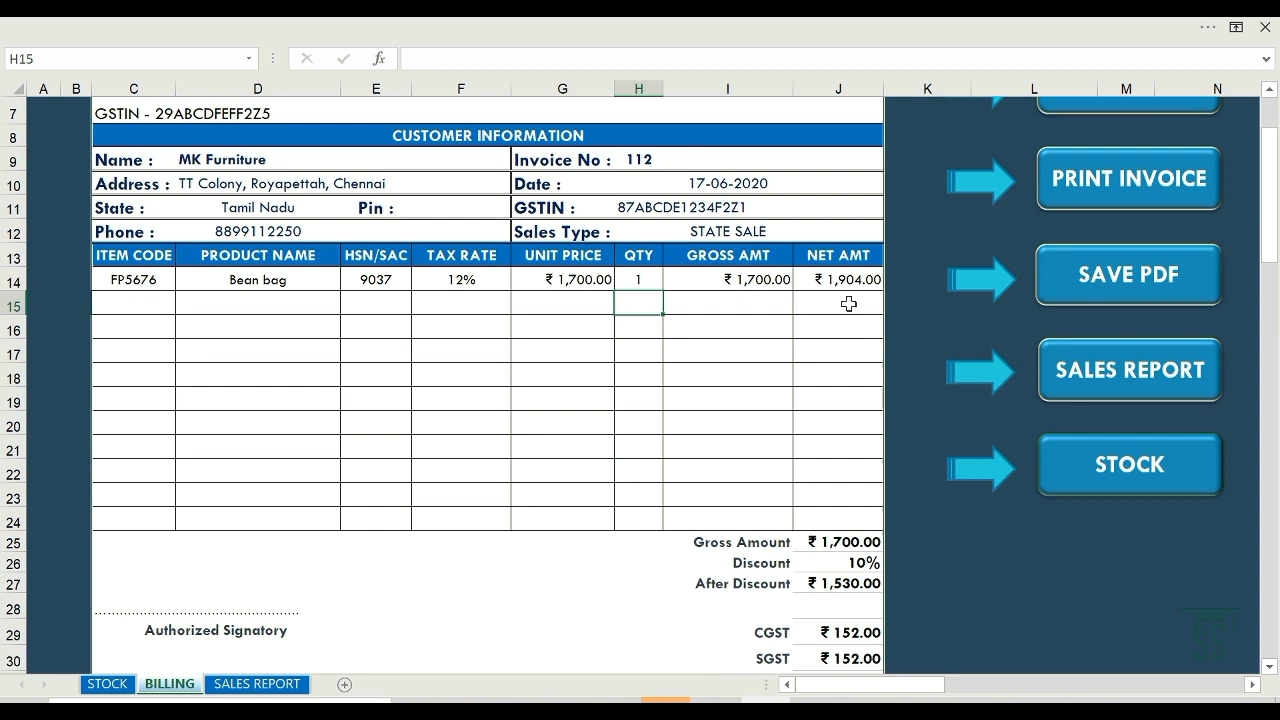 H15
fx
A B C D E F G H I J K L M N
7 GSTIN - 29ABCDFEFF2Z5
8 CUSTOMER INFORMATION
9 Name : MK Furniture Invoice No : 112
10 Address : TT Colony, Royapettah, Chennai Date : 17-06-2020
11 State : Tamil Nadu Pin : GSTIN : 87ABCDE1234F2Z1
12 Phone : 8899112250 Sales Type : STATE SALE
13 ITEM CODE PRODUCT NAME HSN/SAC TAX RATE UNIT PRICE QTY GROSS AMT NET AMT
14 FP5676 Bean bag 9037 12% ₹ 1,700.00 1 ₹ 1,700.00 ₹ 1,904.00
15
16
17
18
19
20
21
22
23
24
25 Gross Amount ₹ 1,700.00
26 Discount 10%
27 After Discount ₹ 1,530.00
28
29 Authorized Signatory CGST ₹ 152.00
30 SGST ₹ 152.00
PRINT INVOICE
SAVE PDF
SALES REPORT
STOCK
STOCK BILLING SALES REPORT